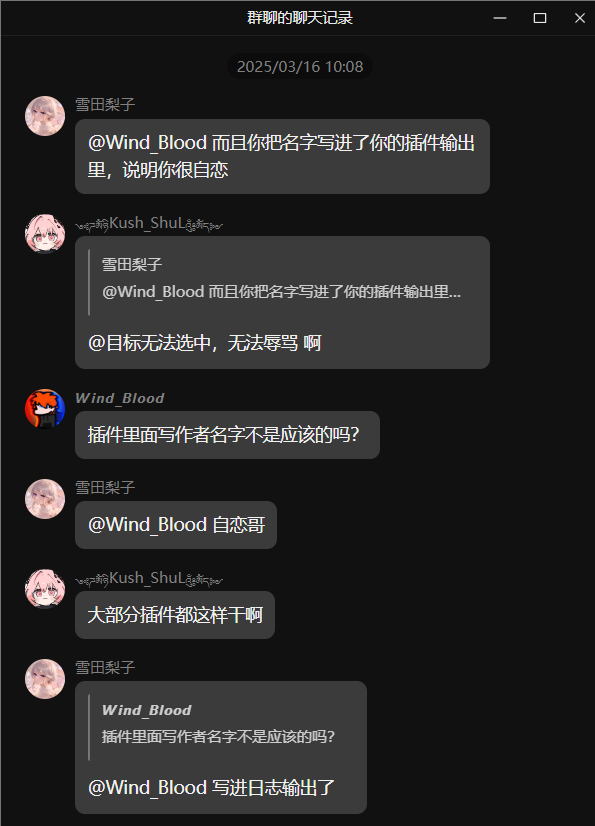 群聊的聊天记录
2025/03/16 10:08
雪田梨子
@Wind_Blood 而且你把名字写进了你的插件输出
里，说明你很自恋
Kush_ShuL
雪田梨子
@Wind_Blood 而且你把名字写进了你的插件输出里...
@目标无法选中，无法辱骂 啊
Wind_Blood
插件里面写作者名字不是应该的吗？
雪田梨子
@Wind_Blood 自恋哥
Kush_ShuL
大部分插件都这样干啊
雪田梨子
Wind_Blood
插件里面写作者名字不是应该的吗？
@Wind_Blood 写进日志输出了